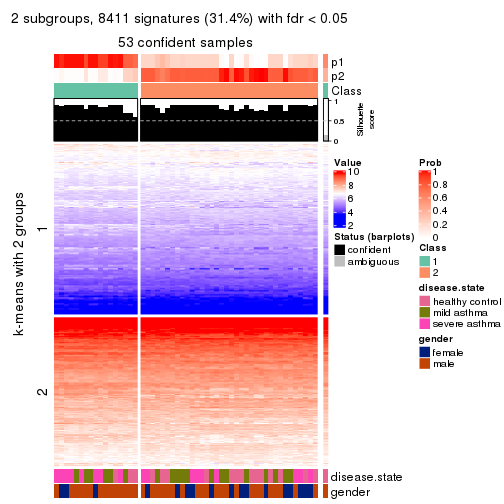 2 subgroups, 8411 signatures (31.4%) with fdr < 0.05
53 confident samples
p1
p2
Class
1
0.5
0
Silhouette
score
k-means with 2 groups
1
2
disease.state
gender
Value
10
8
6
4
2
Status (barplots)
confident
ambiguous
Prob
1
0.8
0.6
0.4
0.2
0
Class
1
2
disease.state
healthy control
mild asthma
severe asthma
gender
female
male